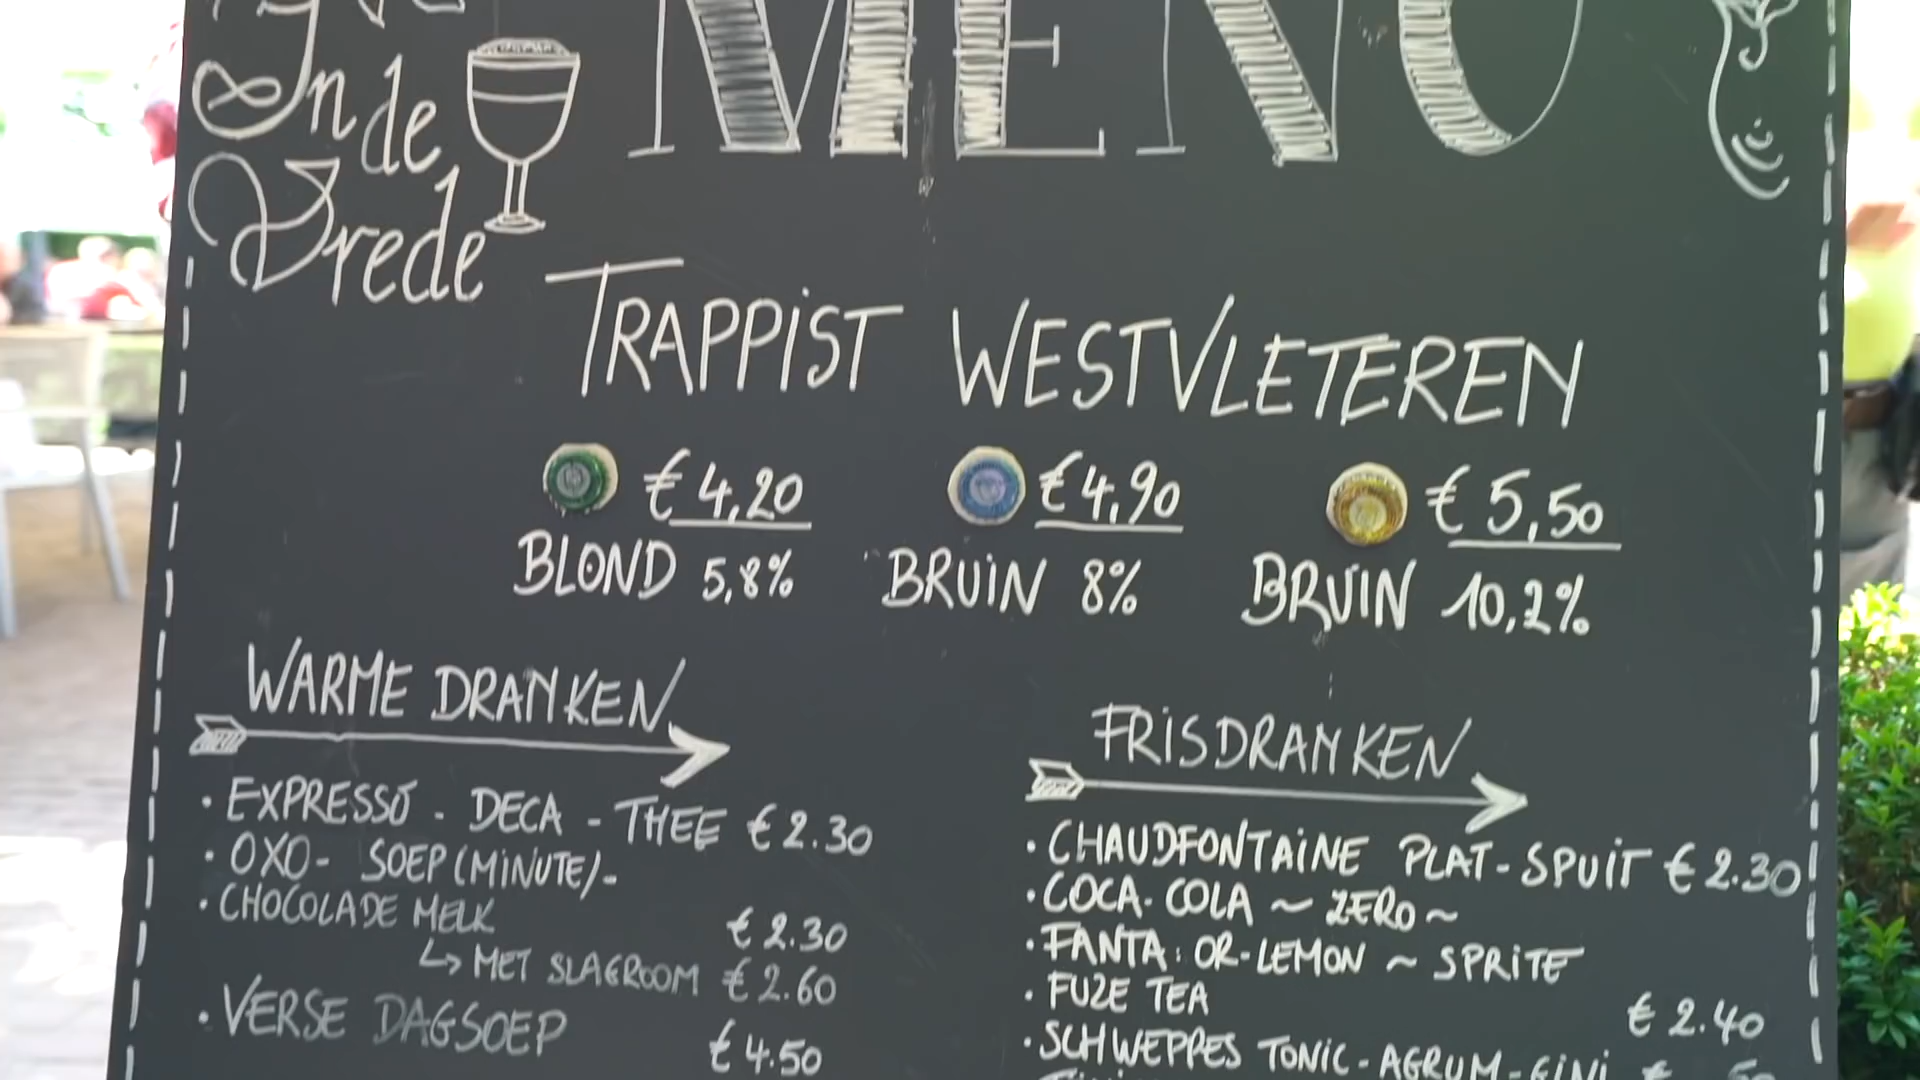 In de
Vrede
MENU
TRAPPIST WESTVLETEREN
€ 4,20 € 4,90 € 5,50
BLOND 5,8% BRUIN 8% BRUIN 10,2%
WARME DRANKEN
• EXPRESSO - DECA - THEE € 2.30
• OXO - SOEP (MINUTE) -
• CHOCOLADE MELK € 2.30
↳ MET SLAGROOM € 2.60
• VERSE DAGSOEP € 4.50
FRISDRANKEN
• CHAUDFONTAINE PLAT - SPUIT € 2.30
• COCA-COLA ~ ZERO ~
• FANTA: OR-LEMON ~ SPRITE
• FUZE TEA € 2.40
• SCHWEPPES TONIC - AGRUM - GINI €